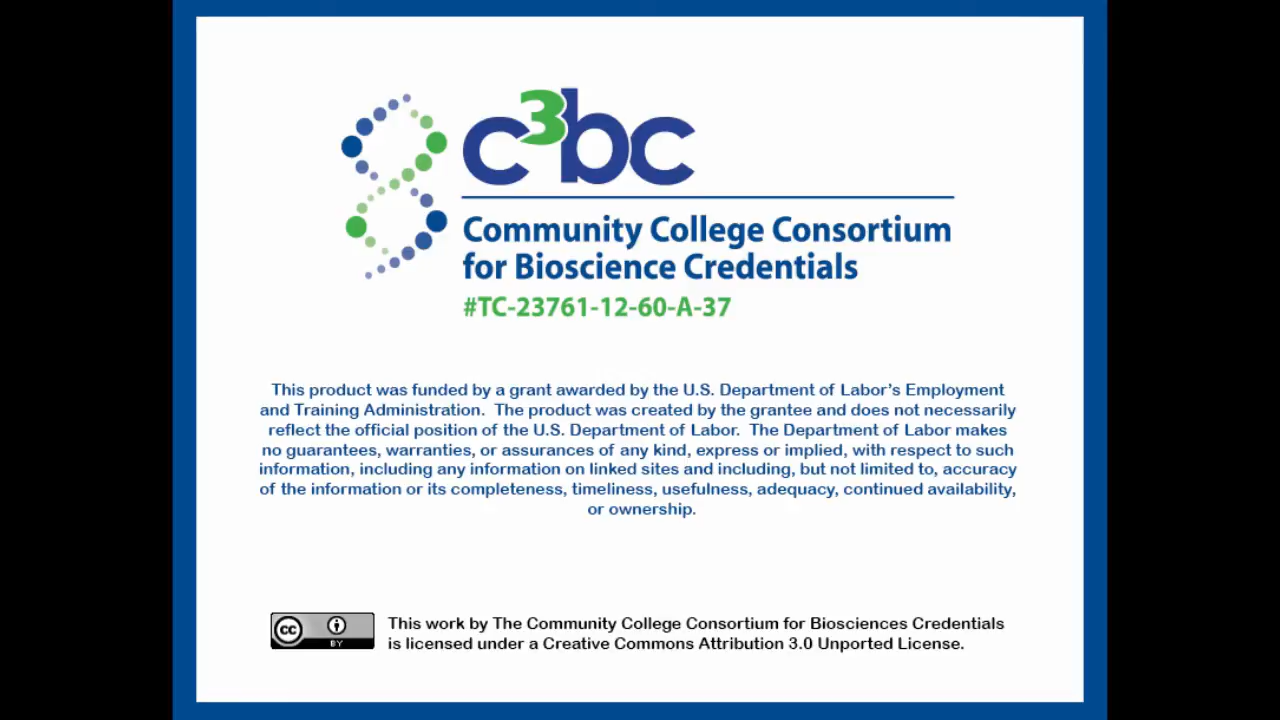 c3bc
Community College Consortium
for Bioscience Credentials
#TC-23761-12-60-A-37
This product was funded by a grant awarded by the U.S. Department of Labor’s Employment
and Training Administration. The product was created by the grantee and does not necessarily
reflect the official position of the U.S. Department of Labor. The Department of Labor makes
no guarantees, warranties, or assurances of any kind, express or implied, with respect to such
information, including any information on linked sites and including, but not limited to, accuracy
of the information or its completeness, timeliness, usefulness, adequacy, continued availability,
or ownership.
cc BY
This work by The Community College Consortium for Biosciences Credentials
is licensed under a Creative Commons Attribution 3.0 Unported License.